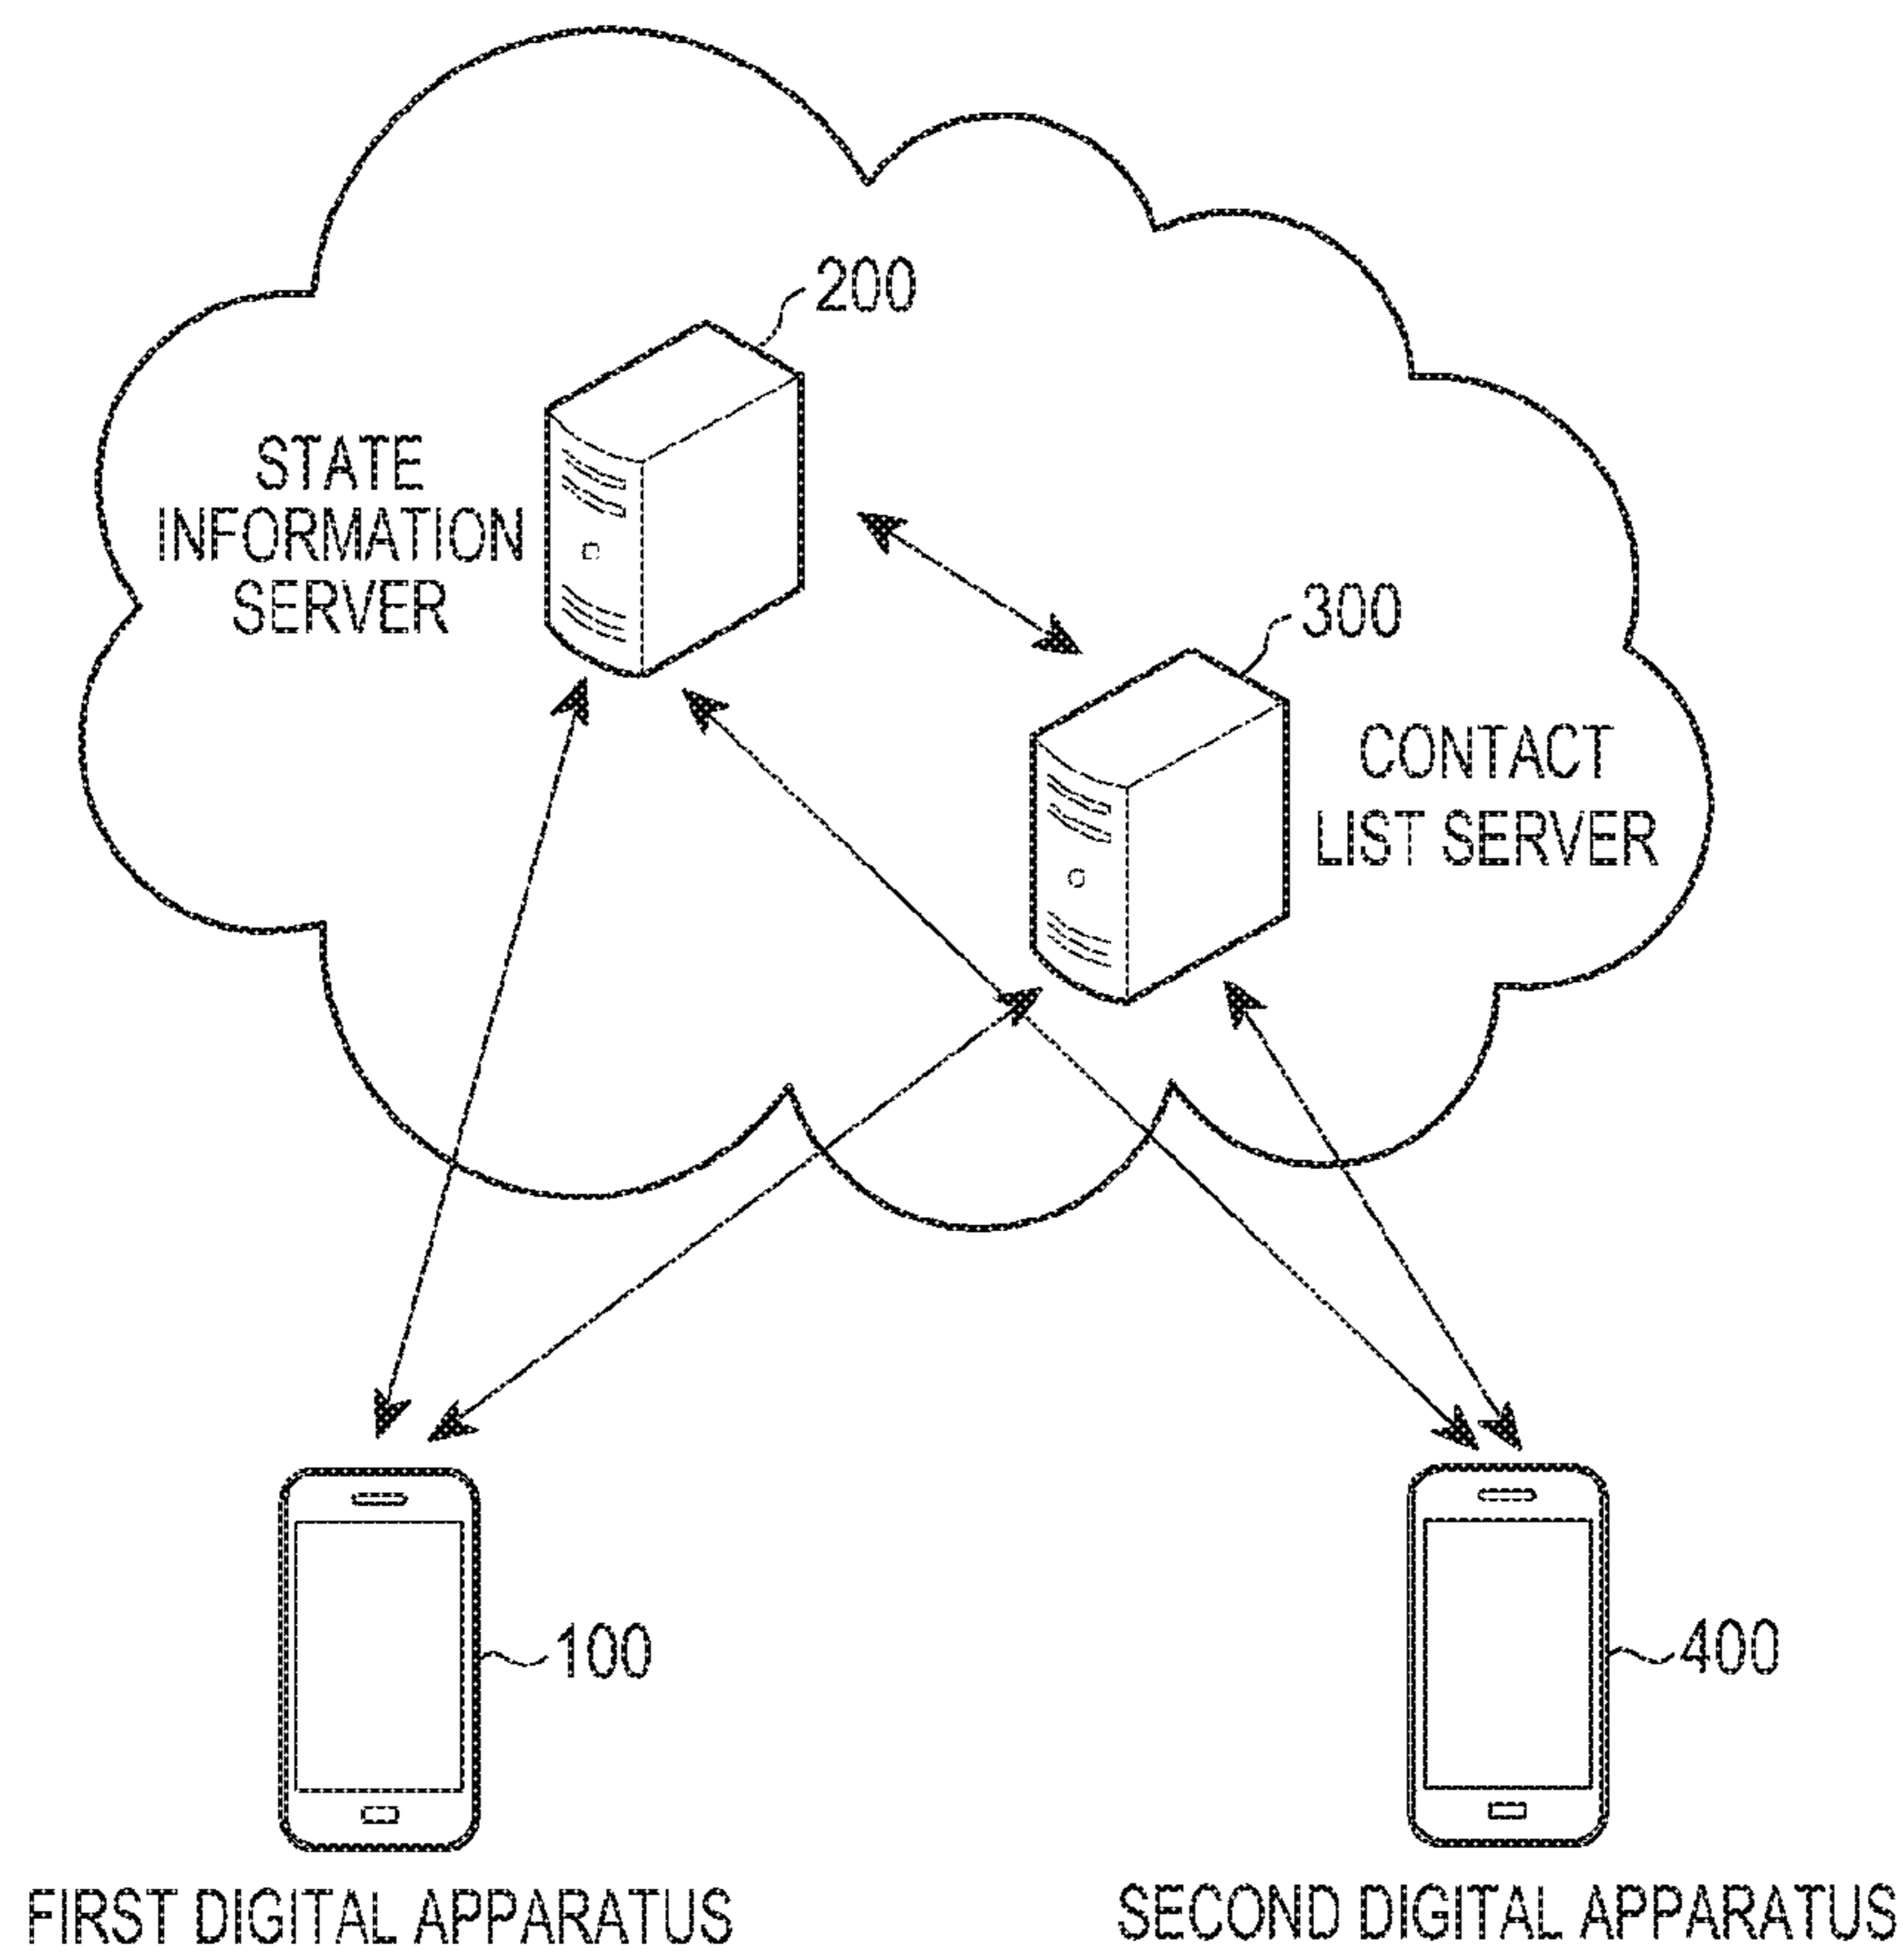 200
STATE
INFORMATION
SERVER
300
CONTACT
LIST SERVER
100
400
FIRST DIGITAL APPARATUS
SECOND DIGITAL APPARATUS